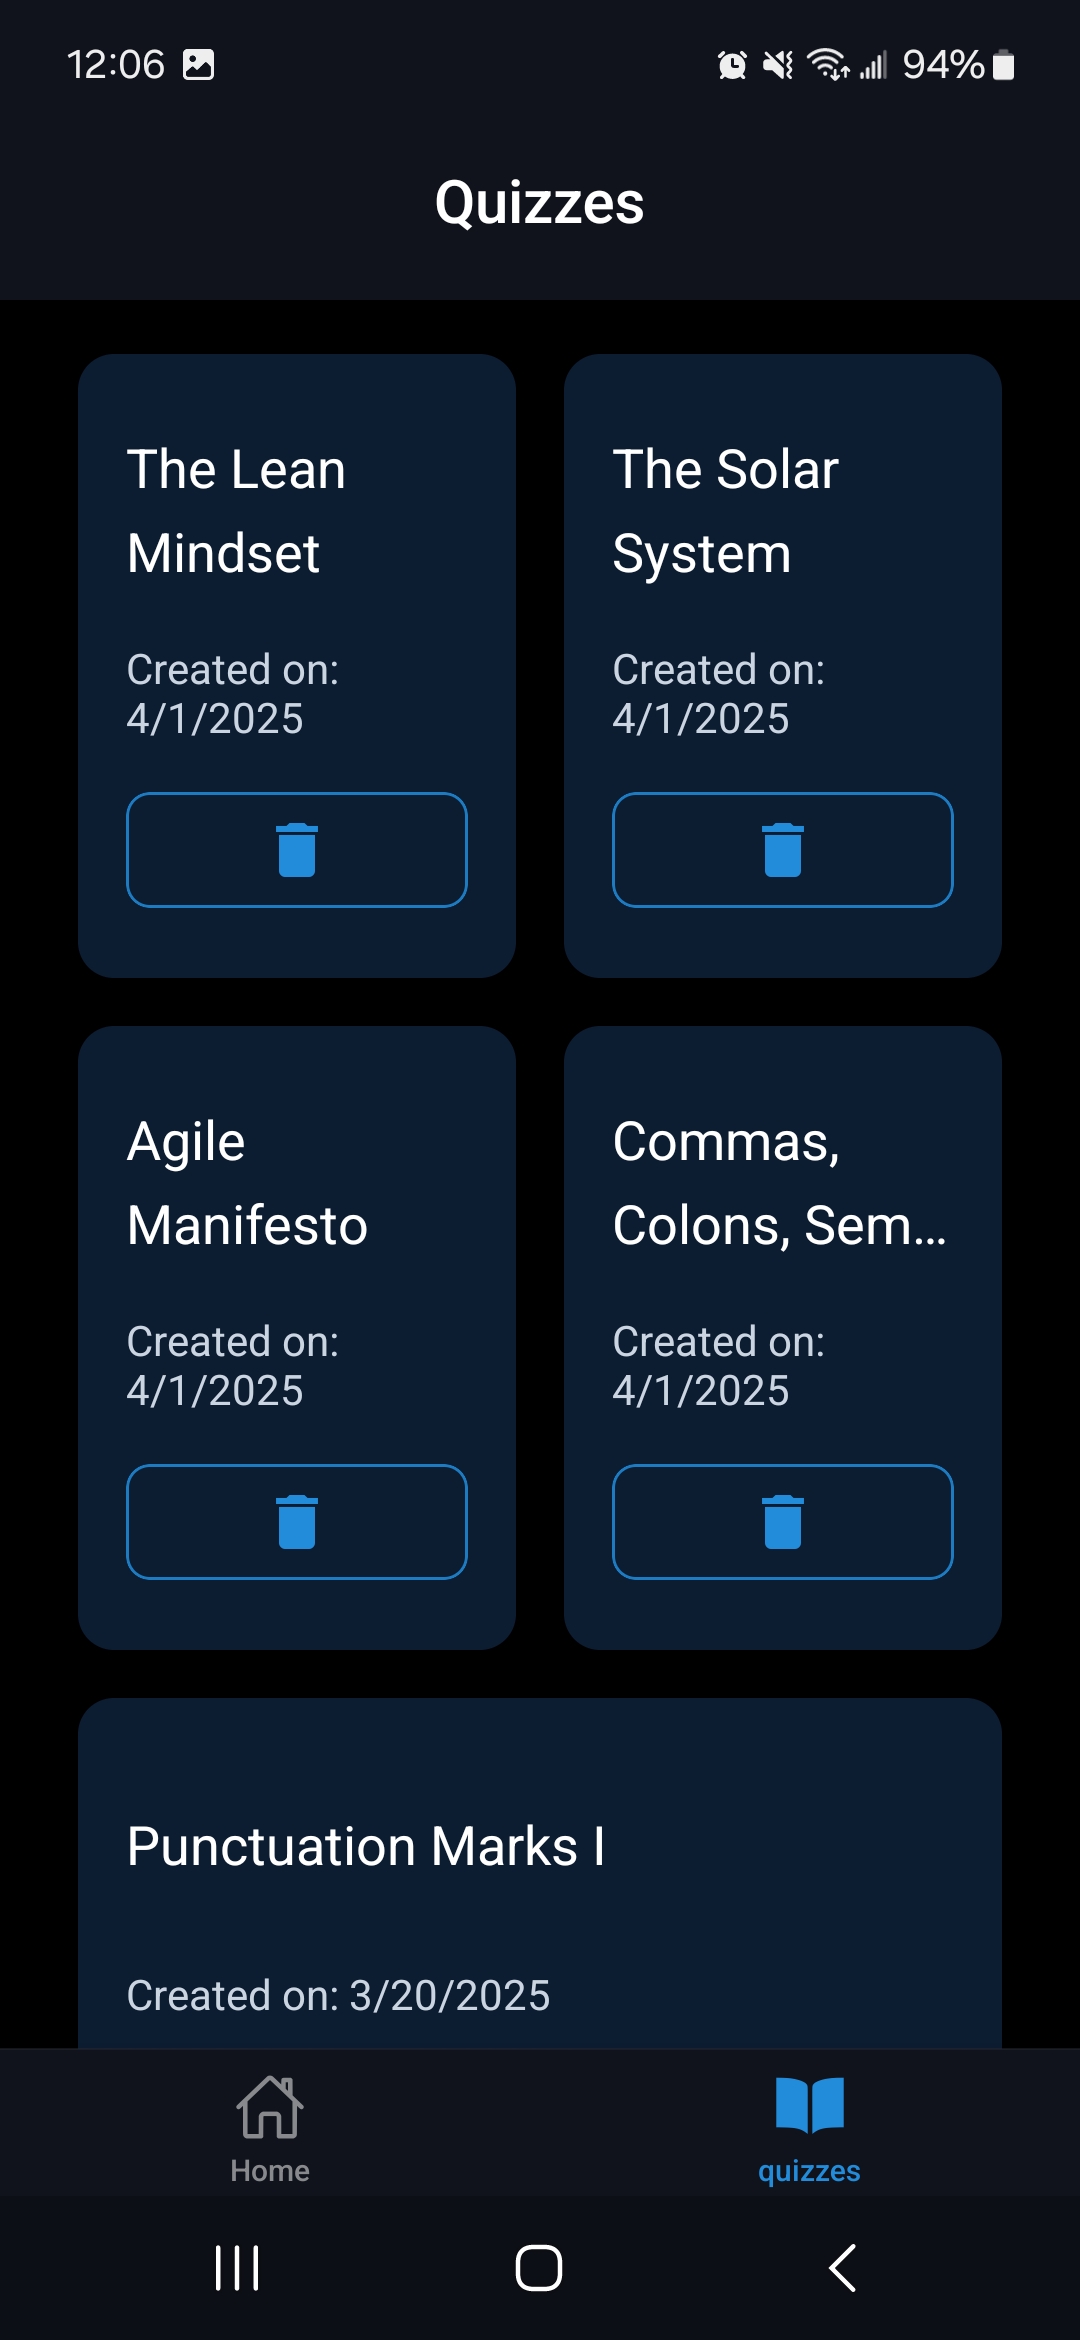 12:06
94%
Quizzes
The Lean
Mindset
Created on:
4/1/2025
The Solar
System
Created on:
4/1/2025
Agile
Manifesto
Created on:
4/1/2025
Commas,
Colons, Sem...
Created on:
4/1/2025
Punctuation Marks I
Created on: 3/20/2025
Home
quizzes